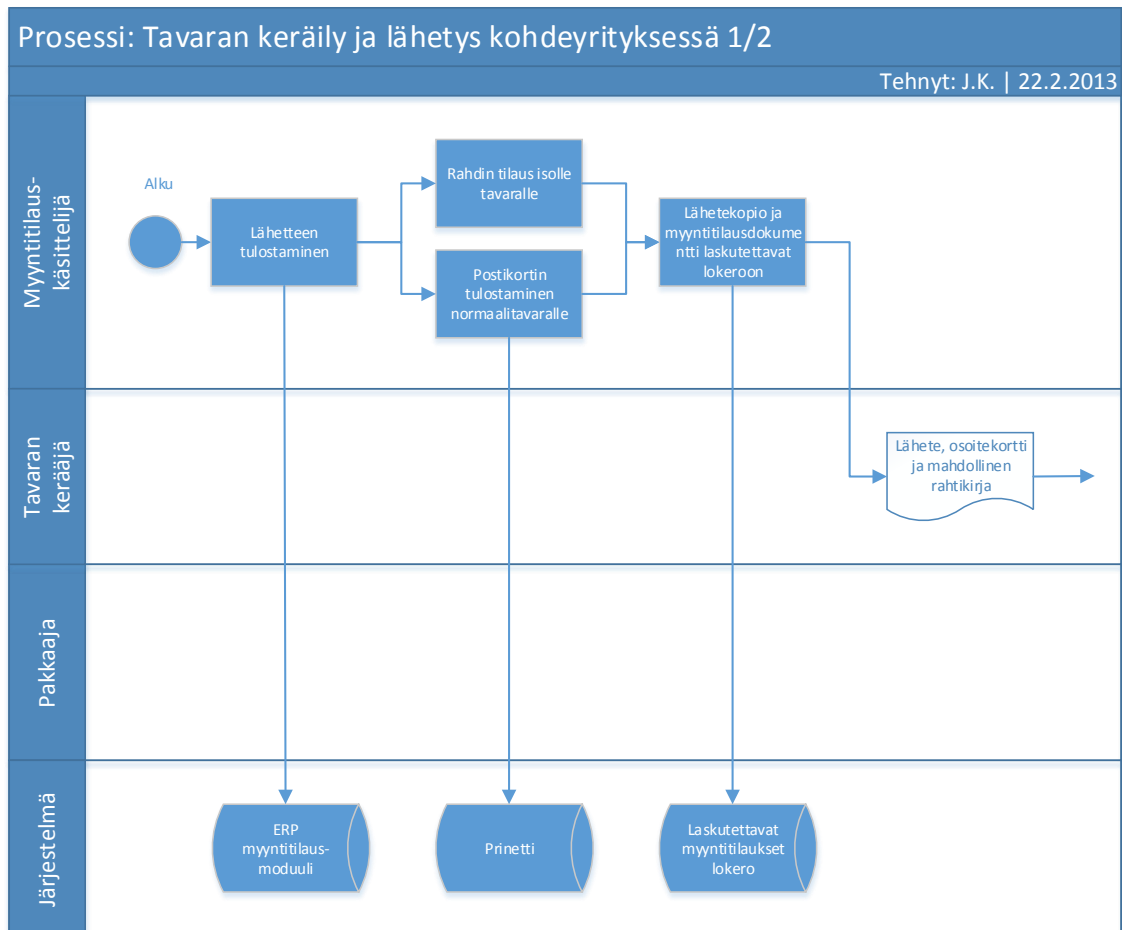 Prosessi: Tavaran keräily ja lähetys kohdeyrityksessä 1/2
Tehnyt: J.K. | 22.2.2013
Myyntitilaus-
käsittelijä
Alku
Lähetteen
tulostaminen
Rahdin tilaus isolle
tavaralle
Postikortin
tulostaminen
normaalitavaralle
Lähetekopio ja
myyntitilausdokume
ntti laskutettavat
lokeroon
Tavaran
kerääjä
Lähete, osoitekortti
ja mahdollinen
rahtikirja
Pakkaaja
Järjestelmä
ERP
myyntitilaus-
moduuli
Prinetti
Laskutettavat
myyntitilaukset
lokero